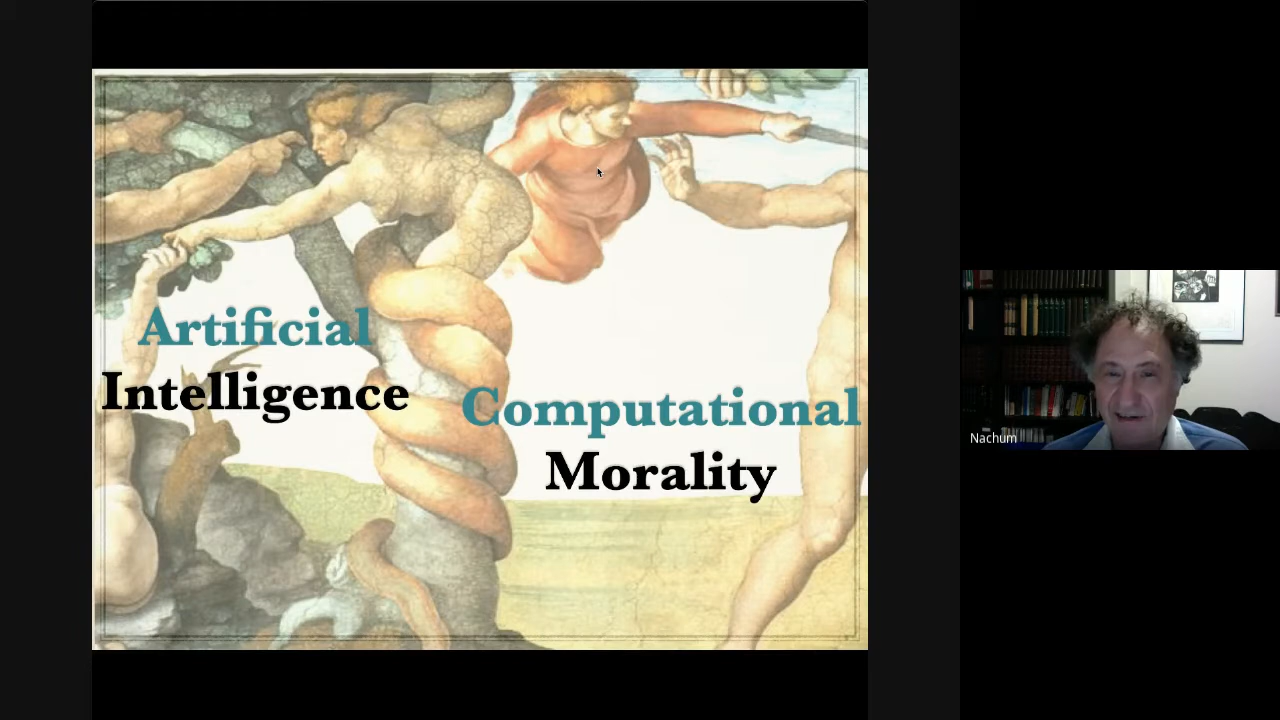 Artificial
Intelligence
Computational
Morality
Nachum